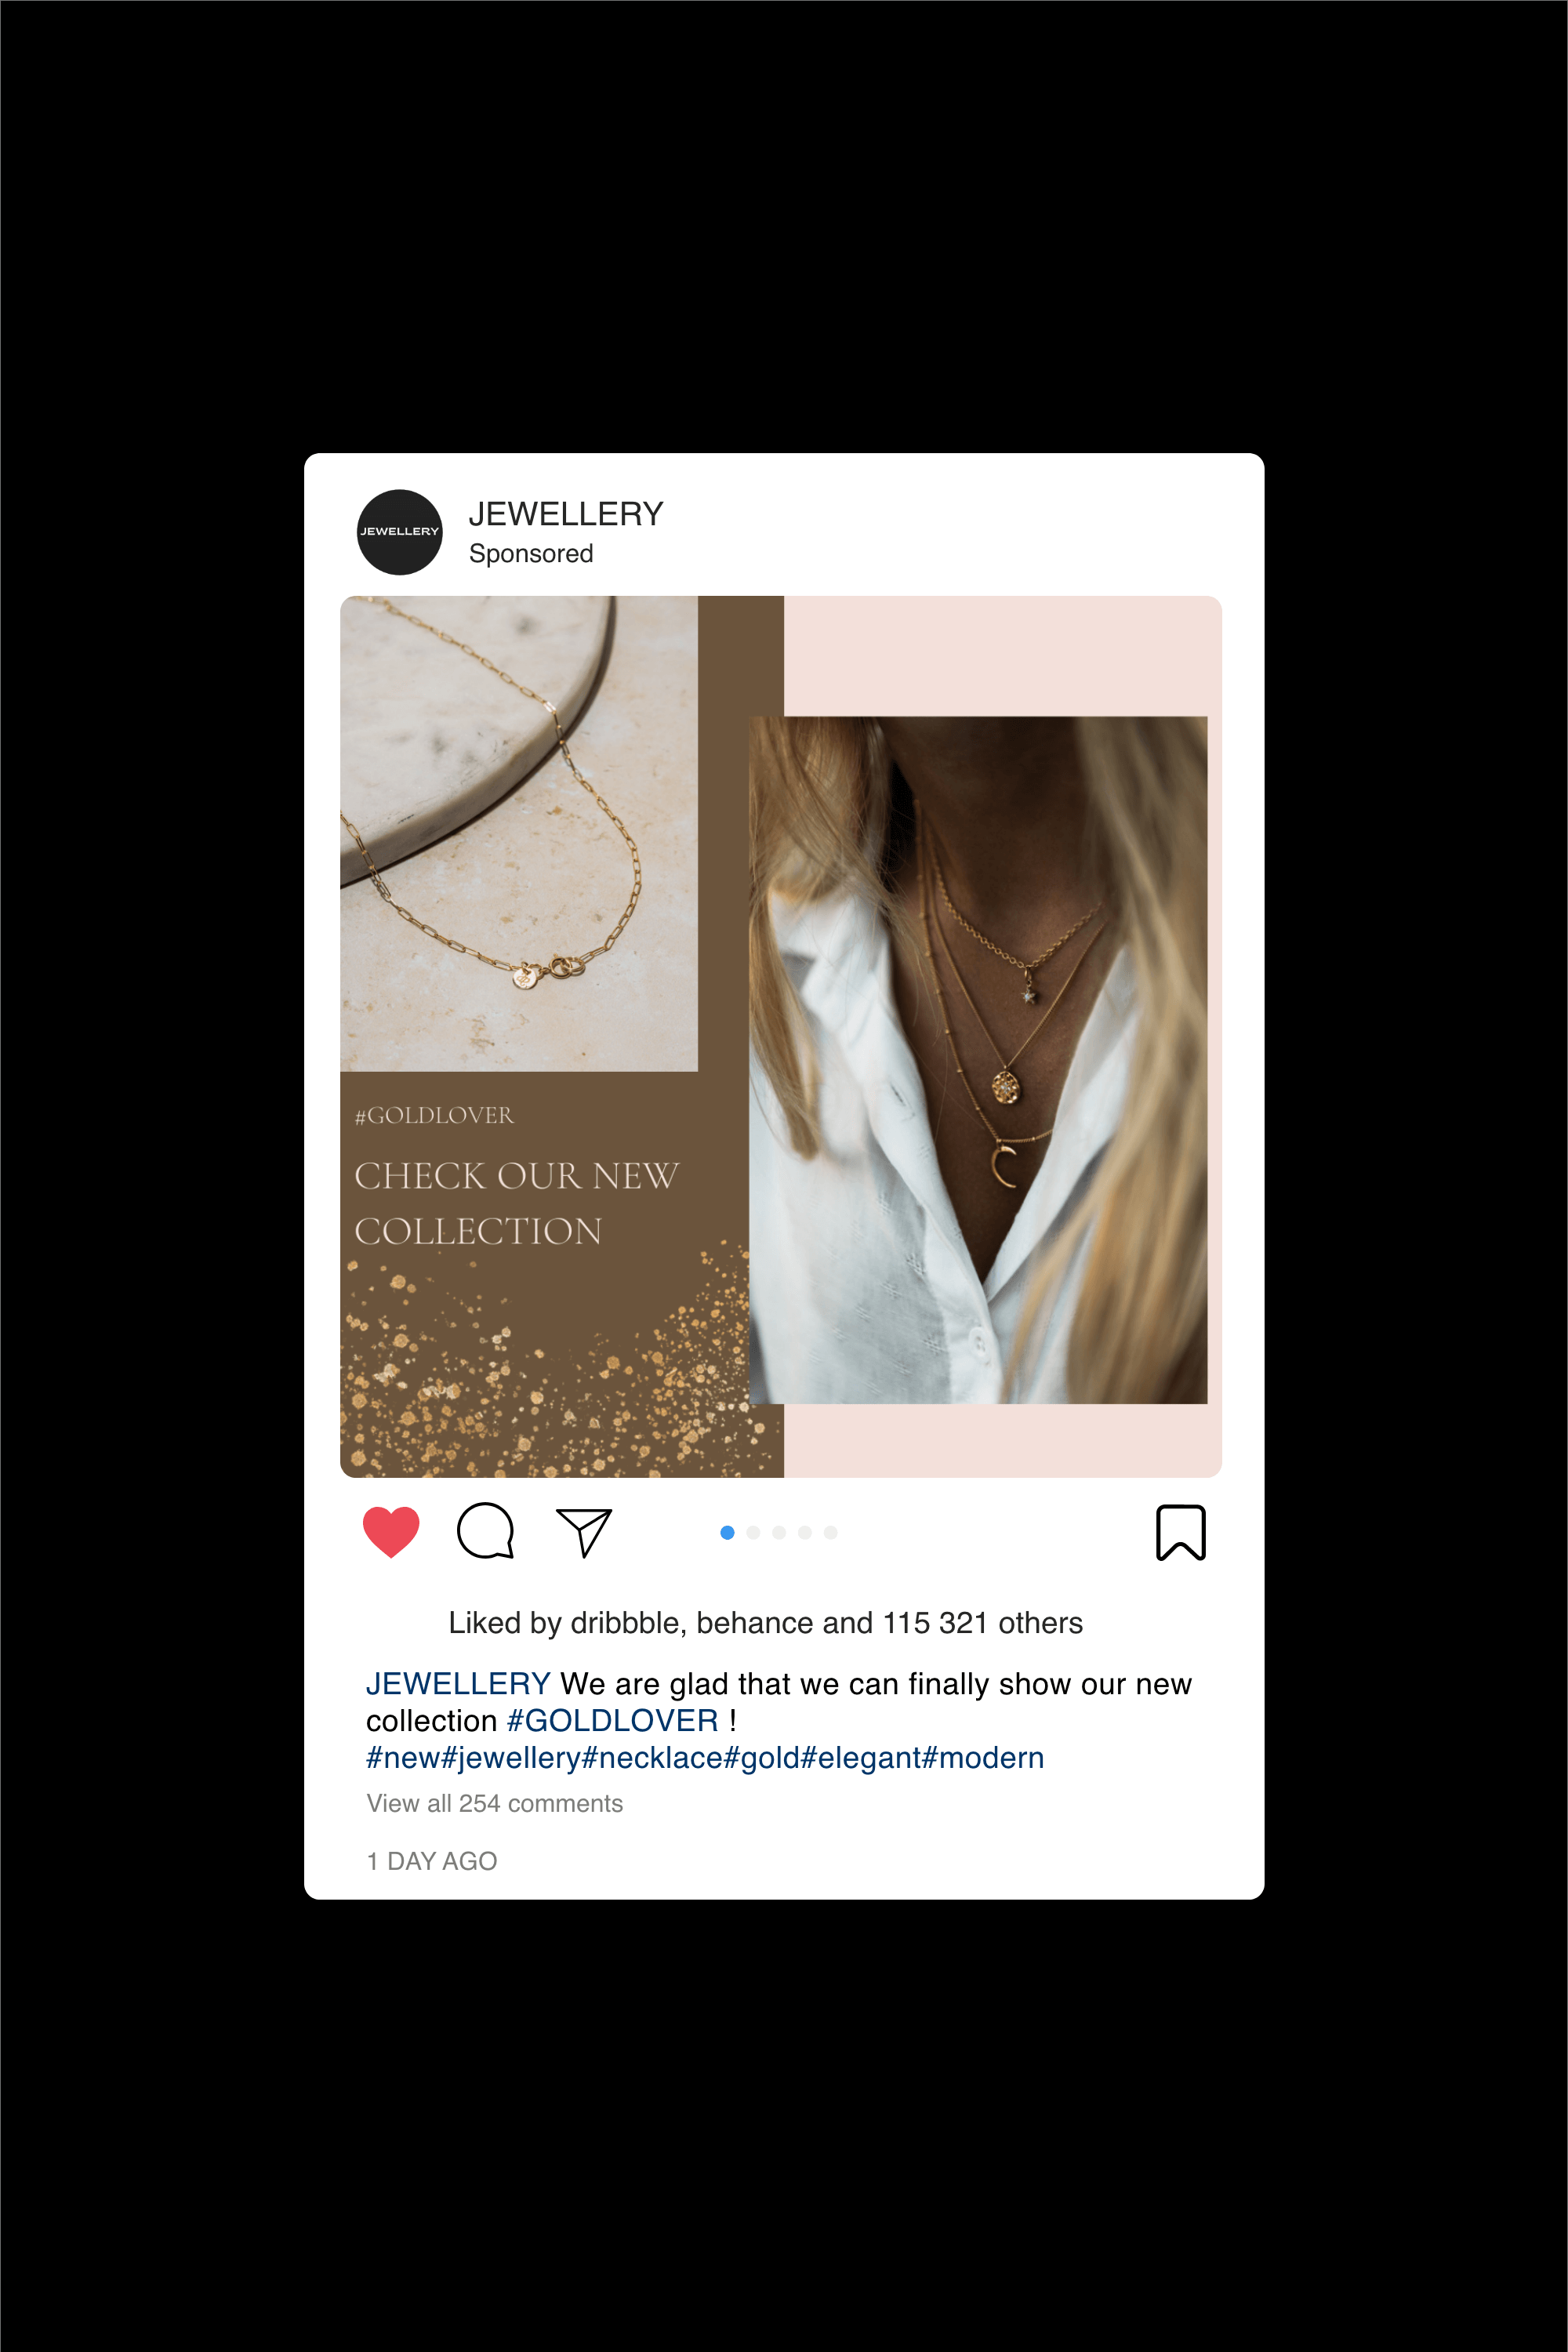 JEWELLERY
JEWELLERY
Sponsored
#GOLDLOVER
CHECK OUR NEW
COLLECTION
Liked by dribbble, behance and 115 321 others
JEWELLERY We are glad that we can finally show our new
collection #GOLDLOVER !
#new#jewellery#necklace#gold#elegant#modern
View all 254 comments
1 DAY AGO